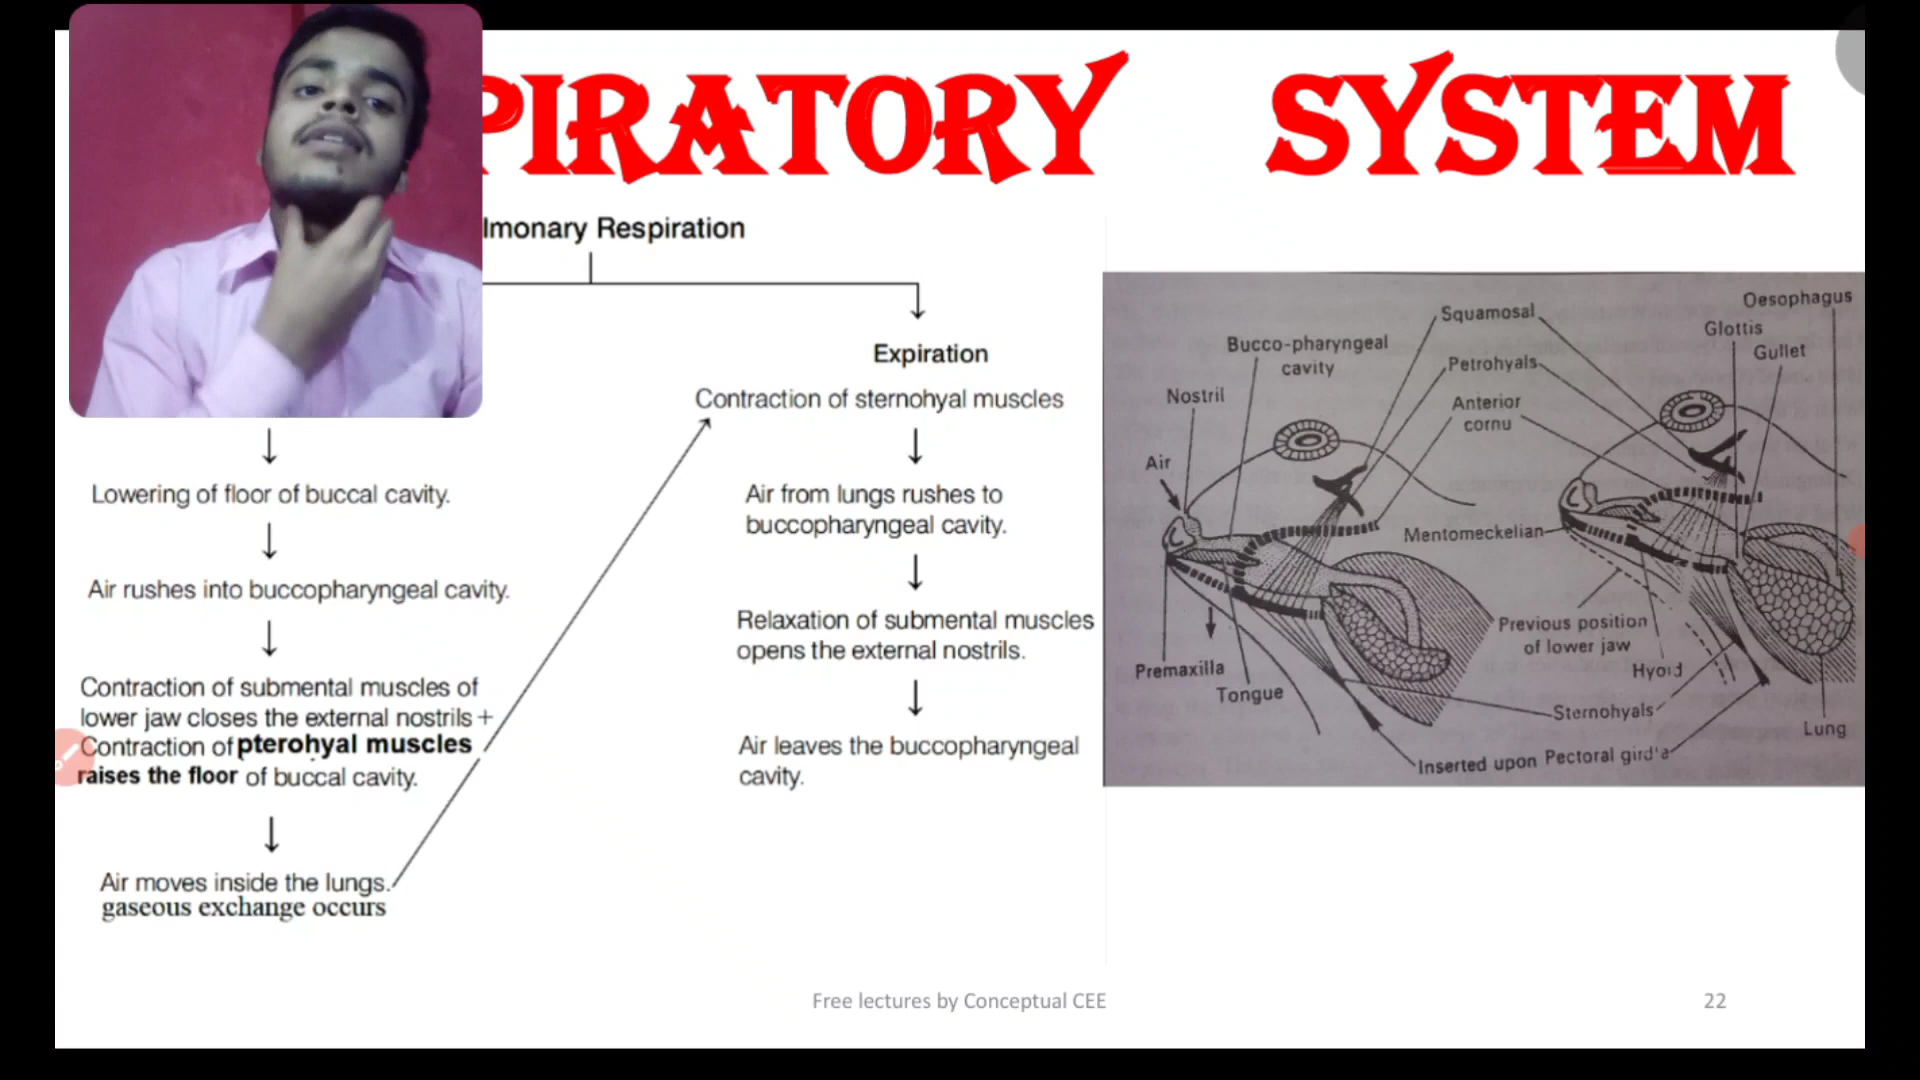 PIRATORY SYSTEM
lmonary Respiration
Expiration
Contraction of sternohyal muscles
Air from lungs rushes to
buccopharyngeal cavity.
Relaxation of submental muscles
opens the external nostrils.
Air leaves the buccopharyngeal
cavity.
Lowering of floor of buccal cavity.
Air rushes into buccopharyngeal cavity.
Contraction of submental muscles of
lower jaw closes the external nostrils +
Contraction of pterohyal muscles
raises the floor of buccal cavity.
Air moves inside the lungs.
gaseous exchange occurs
Oesophagus
Squamosal
Glottis
Bucco-pharyngeal
cavity
Gullet
Petrohyals
Nostril
Anterior
cornu
Air
Mentomeckelian
Previous position
of lower jaw
Premaxilla
Hyoid
Tongue
Sternohyals
Lung
Inserted upon Pectoral gird'a
Free lectures by Conceptual CEE
22